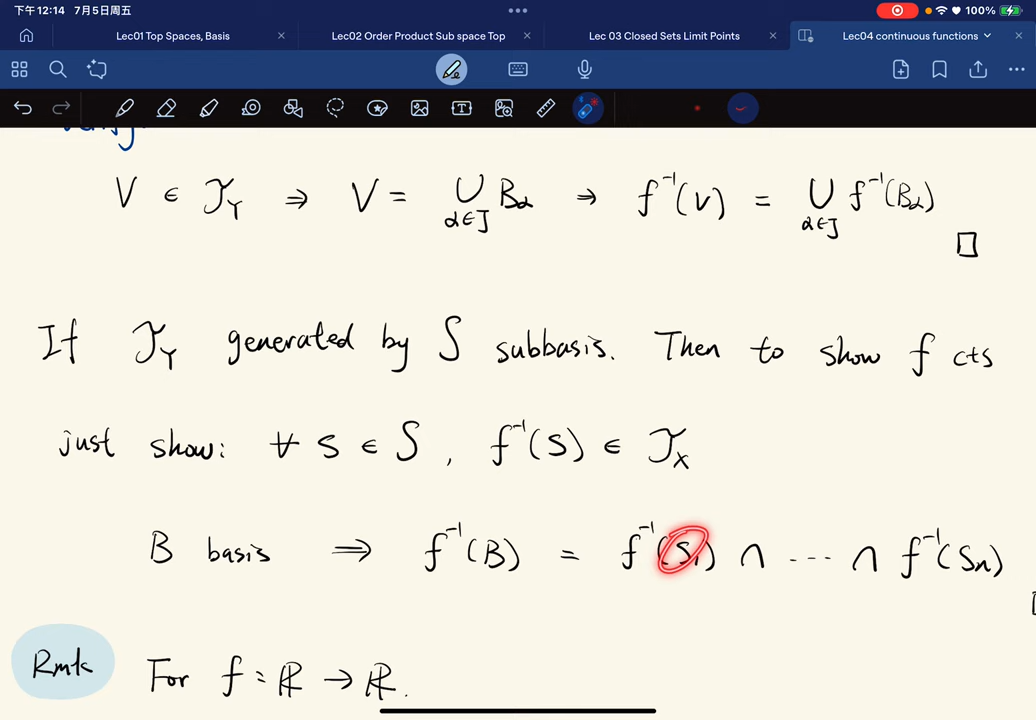 下午12:14 7月5日周五
100%
Lec01 Top Spaces, Basis
Lec02 Order Product Sub space Top
Lec 03 Closed Sets Limit Points
Lec04 continuous functions
V ∈ 𝒯_Y ⇒ V = ⋃_{α∈J} B_α ⇒ f⁻¹(V) = ⋃_{α∈J} f⁻¹(B_α)
□
If 𝒯_Y generated by S subbasis. Then to show f cts
just show: ∀ s ∈ S, f⁻¹(S) ∈ 𝒯_X
B basis ⇒ f⁻¹(B) = f⁻¹(S₁) ∩ ... ∩ f⁻¹(Sₙ)
Rmk For f: ℝ → ℝ.